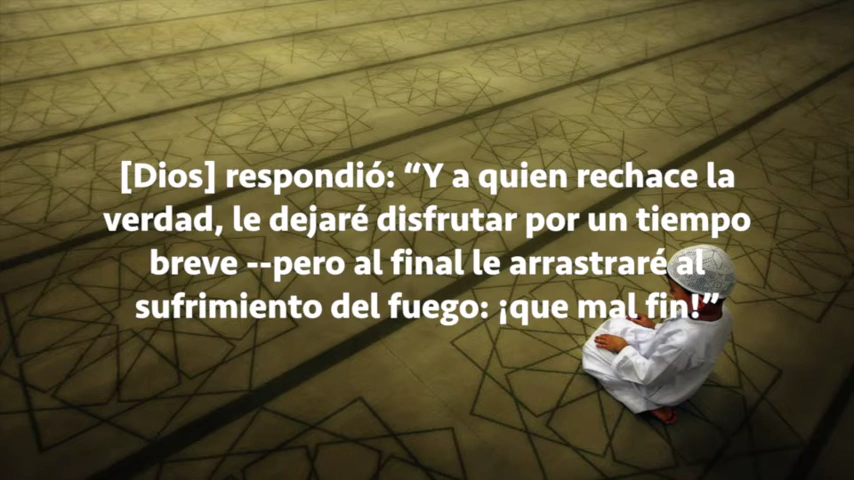 [Dios] respondió: “Y a quien rechace la
verdad, le dejaré disfrutar por un tiempo
breve --pero al final le arrastraré al
sufrimiento del fuego: ¡que mal fin!”